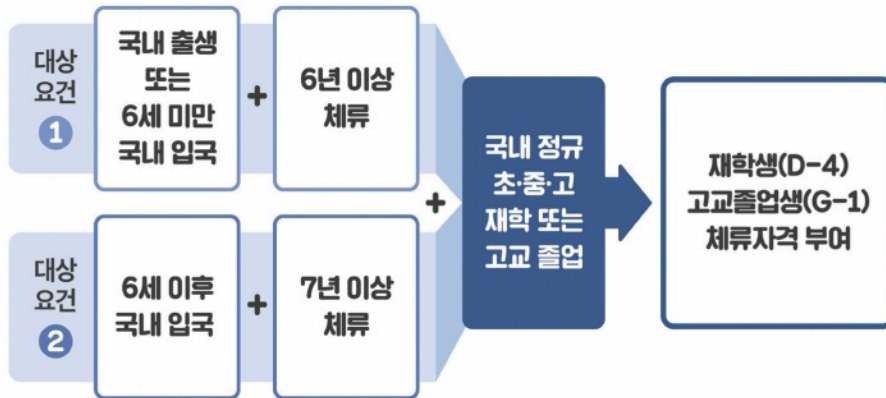 대상
요건
1
국내 출생
또는
6세 미만
국내 입국
+
6년 이상
체류
대상
요건
2
6세 이후
국내 입국
+
7년 이상
체류
+
국내 정규
초·중·고
재학 또는
고교 졸업
재학생(D-4)
고교졸업생(G-1)
체류자격 부여